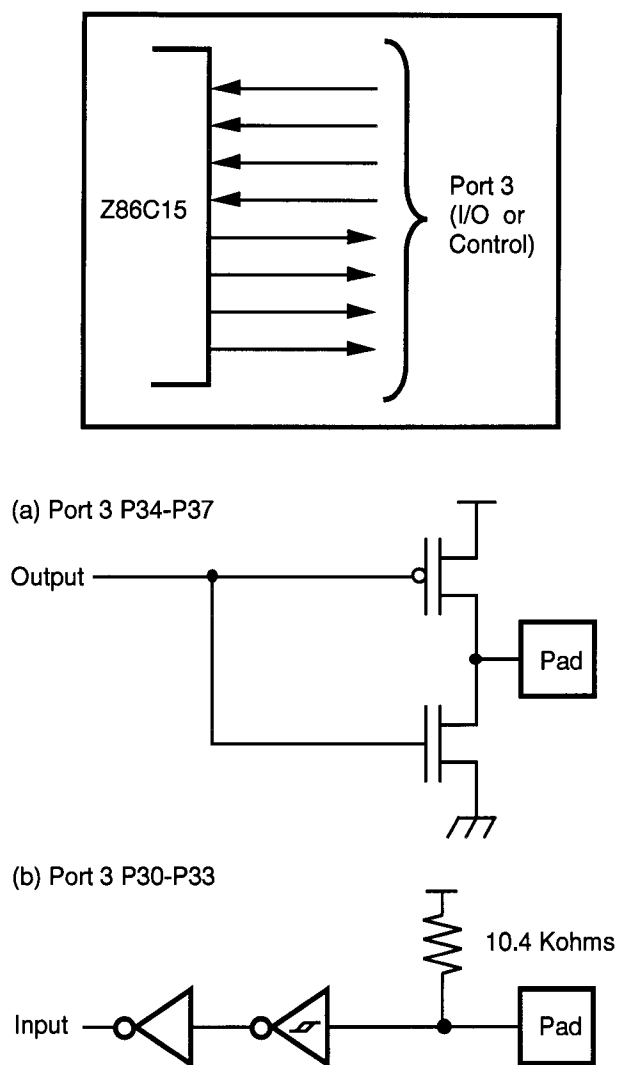 Z86C15
Port 3
(I/O or
Control)
(a) Port 3 P34-P37
Output
Pad
(b) Port 3 P30-P33
10.4 Kohms
Input
Pad